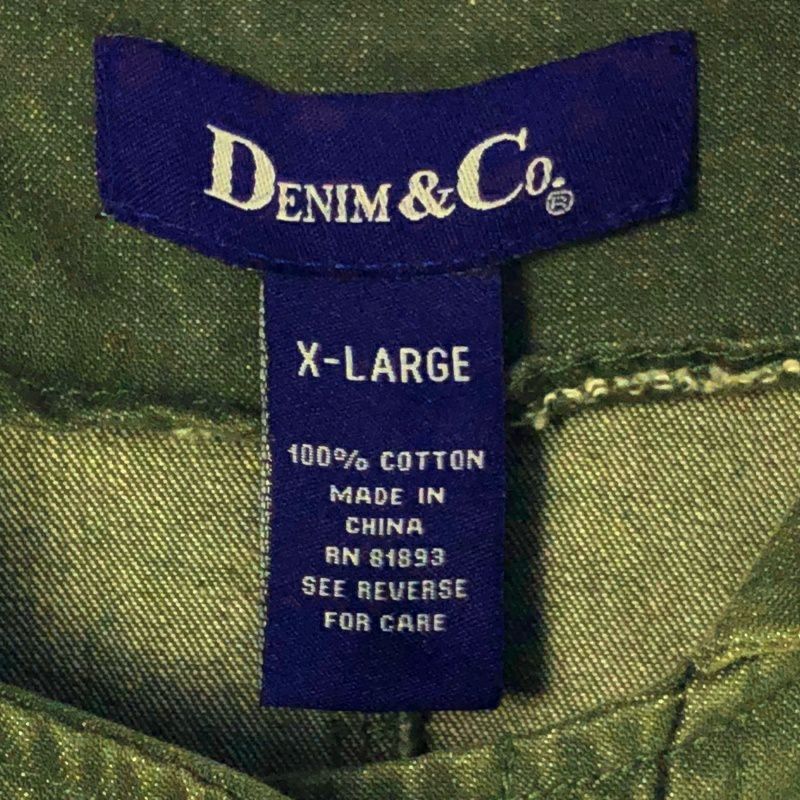 DENIM & CO.®
X-LARGE
100% COTTON
MADE IN
CHINA
RN 81893
SEE REVERSE
FOR CARE